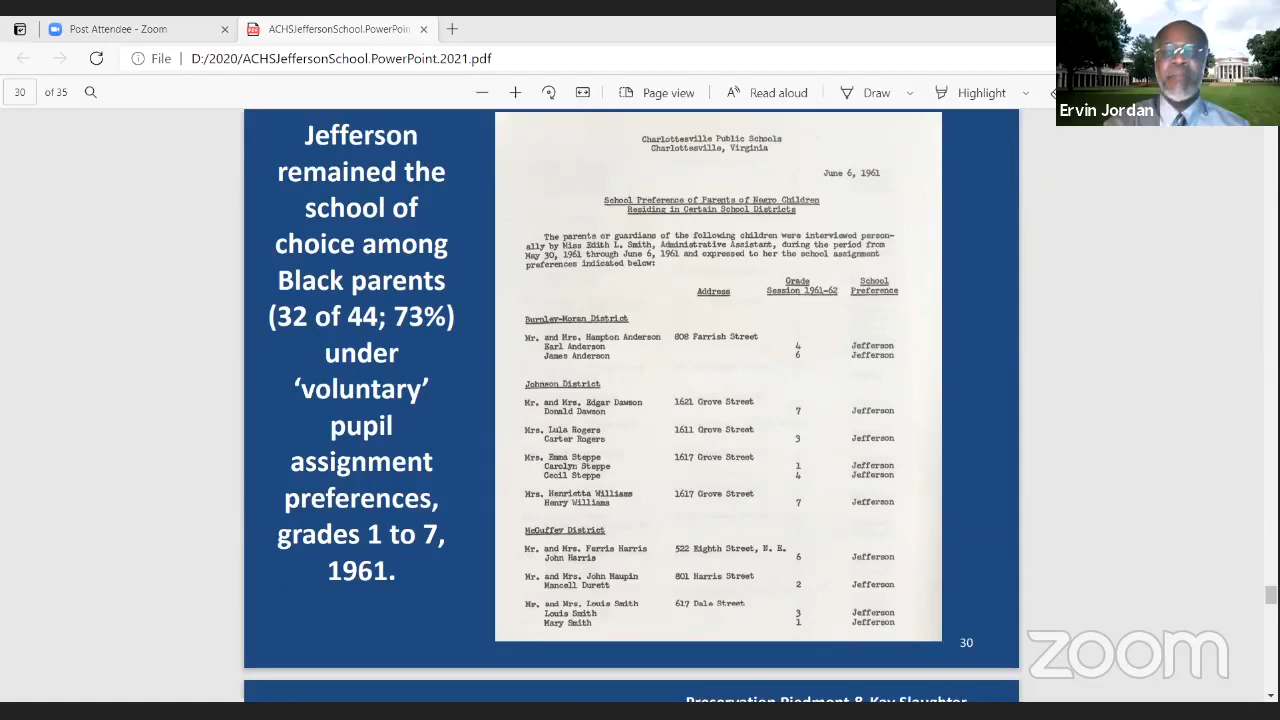 Post Attendee - Zoom
ACHSJeffersonSchool.PowerPoin
File D:/2020/ACHSJeffersonSchool.PowerPoint.2021.pdf
30 of 35
Page view
Read aloud
Draw
Highlight
Ervin Jordan
Jefferson
remained the
school of
choice among
Black parents
(32 of 44; 73%)
under
‘voluntary’
pupil
assignment
preferences,
grades 1 to 7,
1961.
Charlottesville Public Schools
Charlottesville, Virginia
June 6, 1961
School Preference of Parents of Negro Children
Residing in Certain School Districts
The parents or guardians of the following children were interviewed person-
ally by Miss Edith L. Smith, Administrative Assistant, during the period from
May 30, 1961 through June 6, 1961 and expressed to her the school assignment
preferences indicated below:
Grade School
Address Session 1961-62 Preference
Burnley-Moran District
Mr. and Mrs. Hampton Anderson 808 Farrish Street
Earl Anderson 4 Jefferson
James Anderson 6 Jefferson
Johnson District
Mr. and Mrs. Edgar Dawson 1621 Grove Street
Donald Dawson 7 Jefferson
Mrs. Lula Rogers 1611 Grove Street
Carter Rogers 3 Jefferson
Mrs. Emma Steppe 1617 Grove Street
Carolyn Steppe 1 Jefferson
Cecil Steppe 4 Jefferson
Mrs. Henrietta Williams 1617 Grove Street
Henry Williams 7 Jefferson
McGuffey District
Mr. and Mrs. Farris Harris 522 Eighth Street, N. E.
John Harris 6 Jefferson
Mr. and Mrs. John Maupin 801 Harris Street
Mancell Durett 2 Jefferson
Mr. and Mrs. Louis Smith 617 Dale Street
Louis Smith 3 Jefferson
Mary Smith 1 Jefferson
30
zoom
Preservation Piedmont & Kay Slaughter